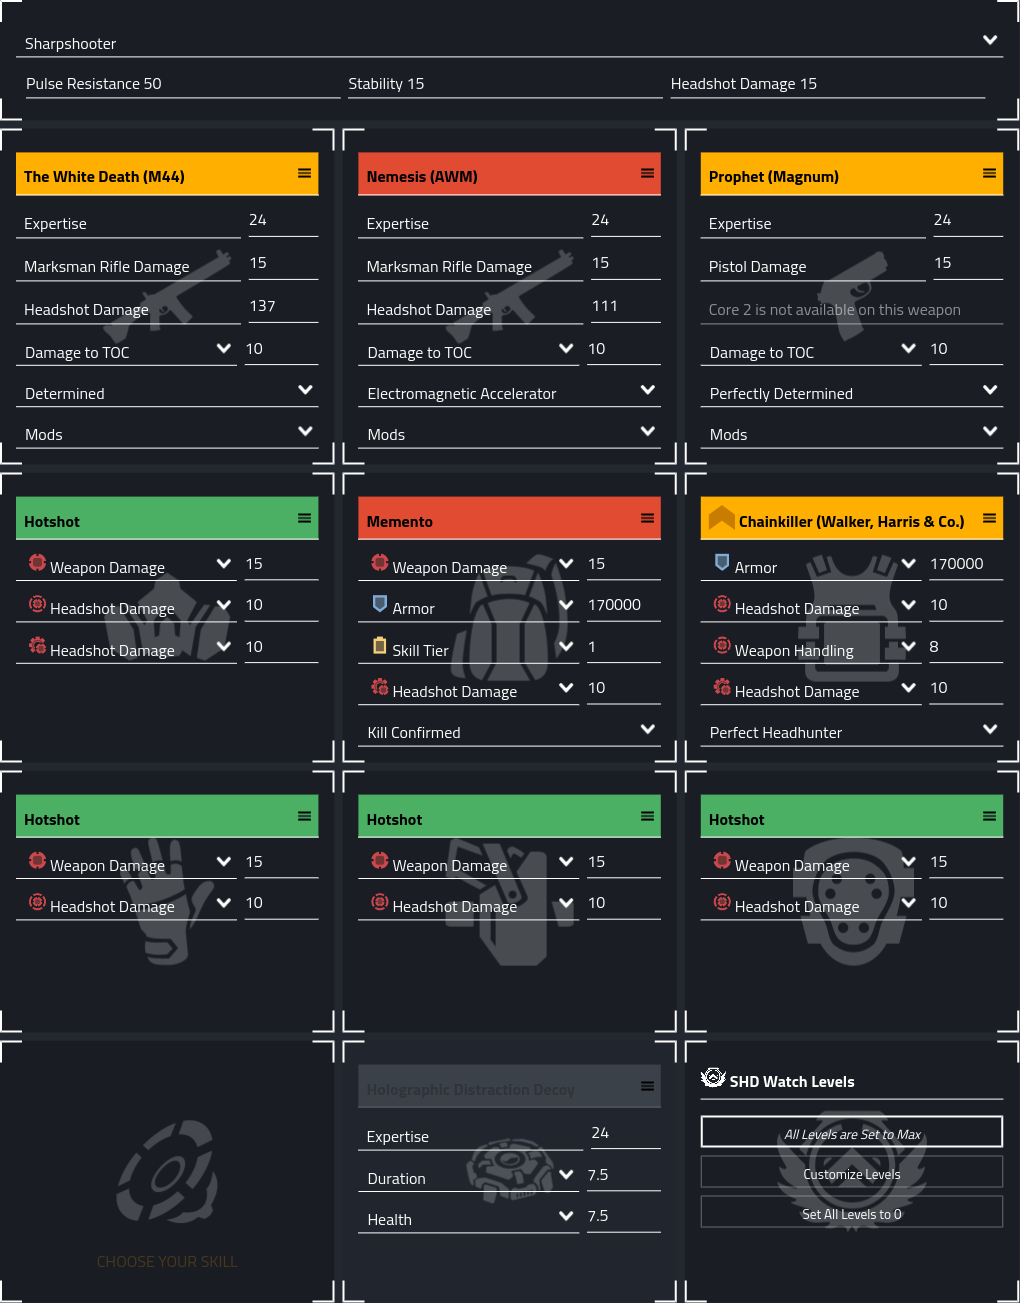 Sharpshooter
Pulse Resistance 50 Stability 15 Headshot Damage 15
The White Death (M44)
Expertise 24
Marksman Rifle Damage 15
Headshot Damage 137
Damage to TOC 10
Determined
Mods
Nemesis (AWM)
Expertise 24
Marksman Rifle Damage 15
Headshot Damage 111
Damage to TOC 10
Electromagnetic Accelerator
Mods
Prophet (Magnum)
Expertise 24
Pistol Damage 15
Core 2 is not available on this weapon
Damage to TOC 10
Perfectly Determined
Mods
Hotshot
Weapon Damage 15
Headshot Damage 10
Headshot Damage 10
Memento
Weapon Damage 15
Armor 170000
Skill Tier 1
Headshot Damage 10
Kill Confirmed
Chainkiller (Walker, Harris & Co.)
Armor 170000
Headshot Damage 10
Weapon Handling 8
Headshot Damage 10
Perfect Headhunter
Hotshot
Weapon Damage 15
Headshot Damage 10
Hotshot
Weapon Damage 15
Headshot Damage 10
Hotshot
Weapon Damage 15
Headshot Damage 10
CHOOSE YOUR SKILL
Holographic Distraction Decoy
Expertise 24
Duration 7.5
Health 7.5
SHD Watch Levels
All Levels are Set to Max
Customize Levels
Set All Levels to 0